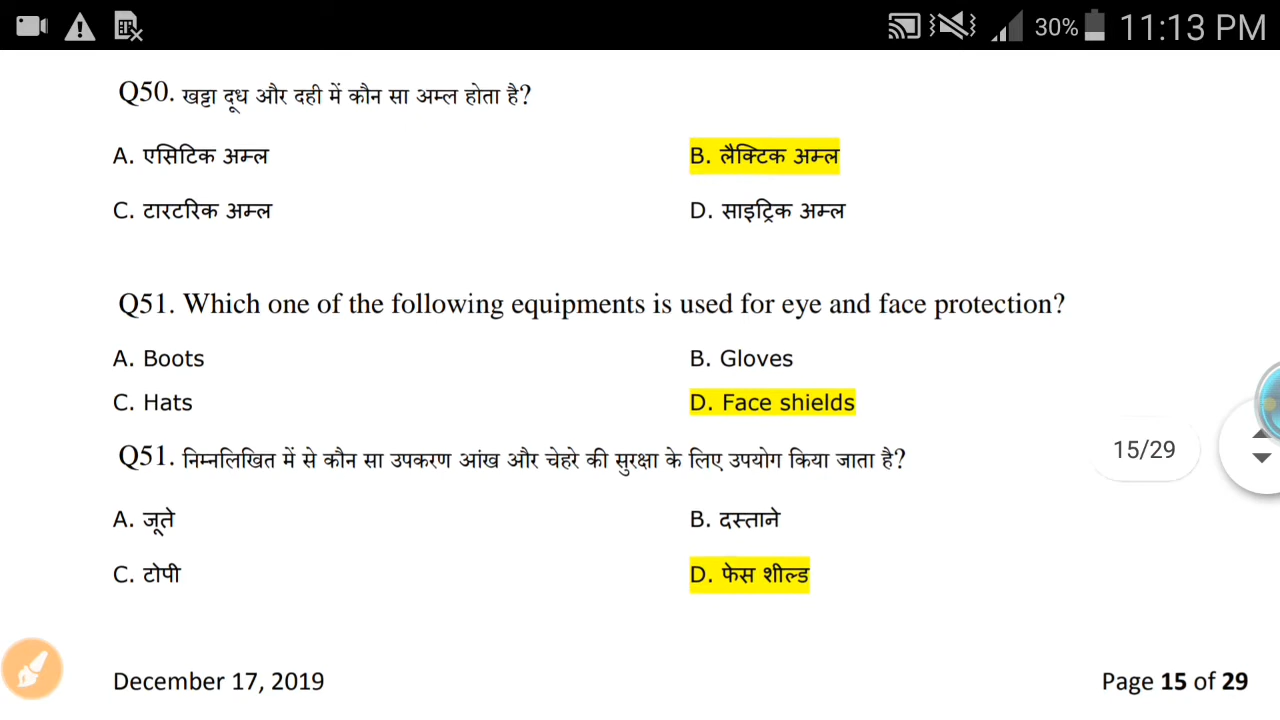 30% 11:13 PM
Q50. खट्टा दूध और दही में कौन सा अम्ल होता है?
A. एसिटिक अम्ल B. लैक्टिक अम्ल
C. टारटरिक अम्ल D. साइट्रिक अम्ल
Q51. Which one of the following equipments is used for eye and face protection?
A. Boots B. Gloves
C. Hats D. Face shields
Q51. निम्नलिखित में से कौन सा उपकरण आंख और चेहरे की सुरक्षा के लिए उपयोग किया जाता है?
15/29
A. जूते B. दस्ताने
C. टोपी D. फेस शील्ड
December 17, 2019 Page 15 of 29